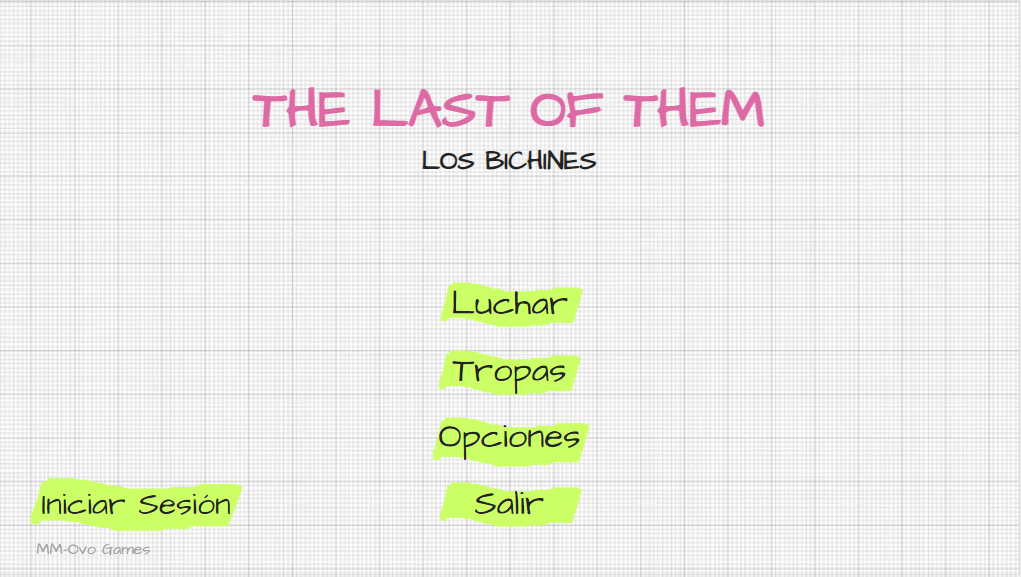 THE LAST OF THEM
LOS BICHINES
Luchar
Tropas
Opciones
Salir
Iniciar Sesión
MM-Ovo Games